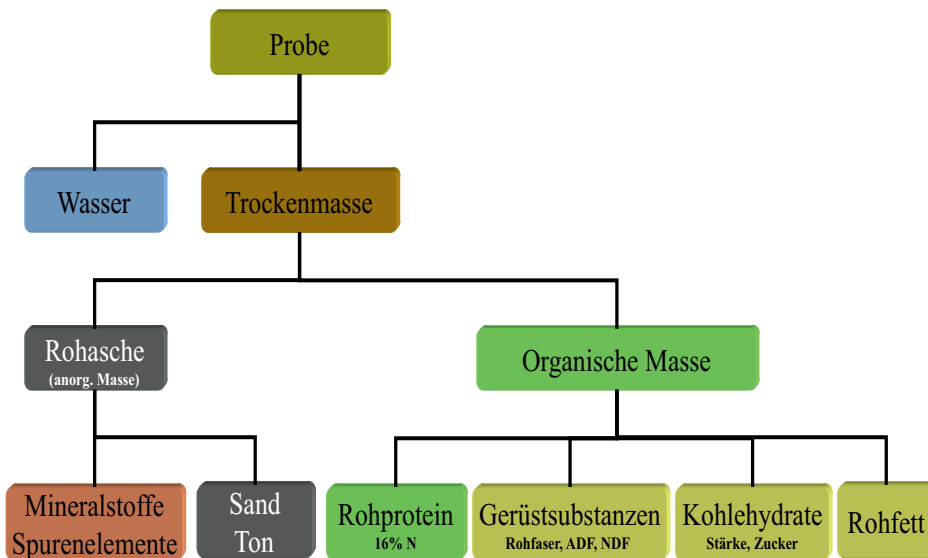 Probe
Wasser
Trockenmasse
Rohasche
(anorg. Masse)
Organische Masse
Mineralstoffe
Spurenelemente
Sand
Ton
Rohprotein
16% N
Gerüstsubstanzen
Rohfaser, ADF, NDF
Kohlehydrate
Stärke, Zucker
Rohfett